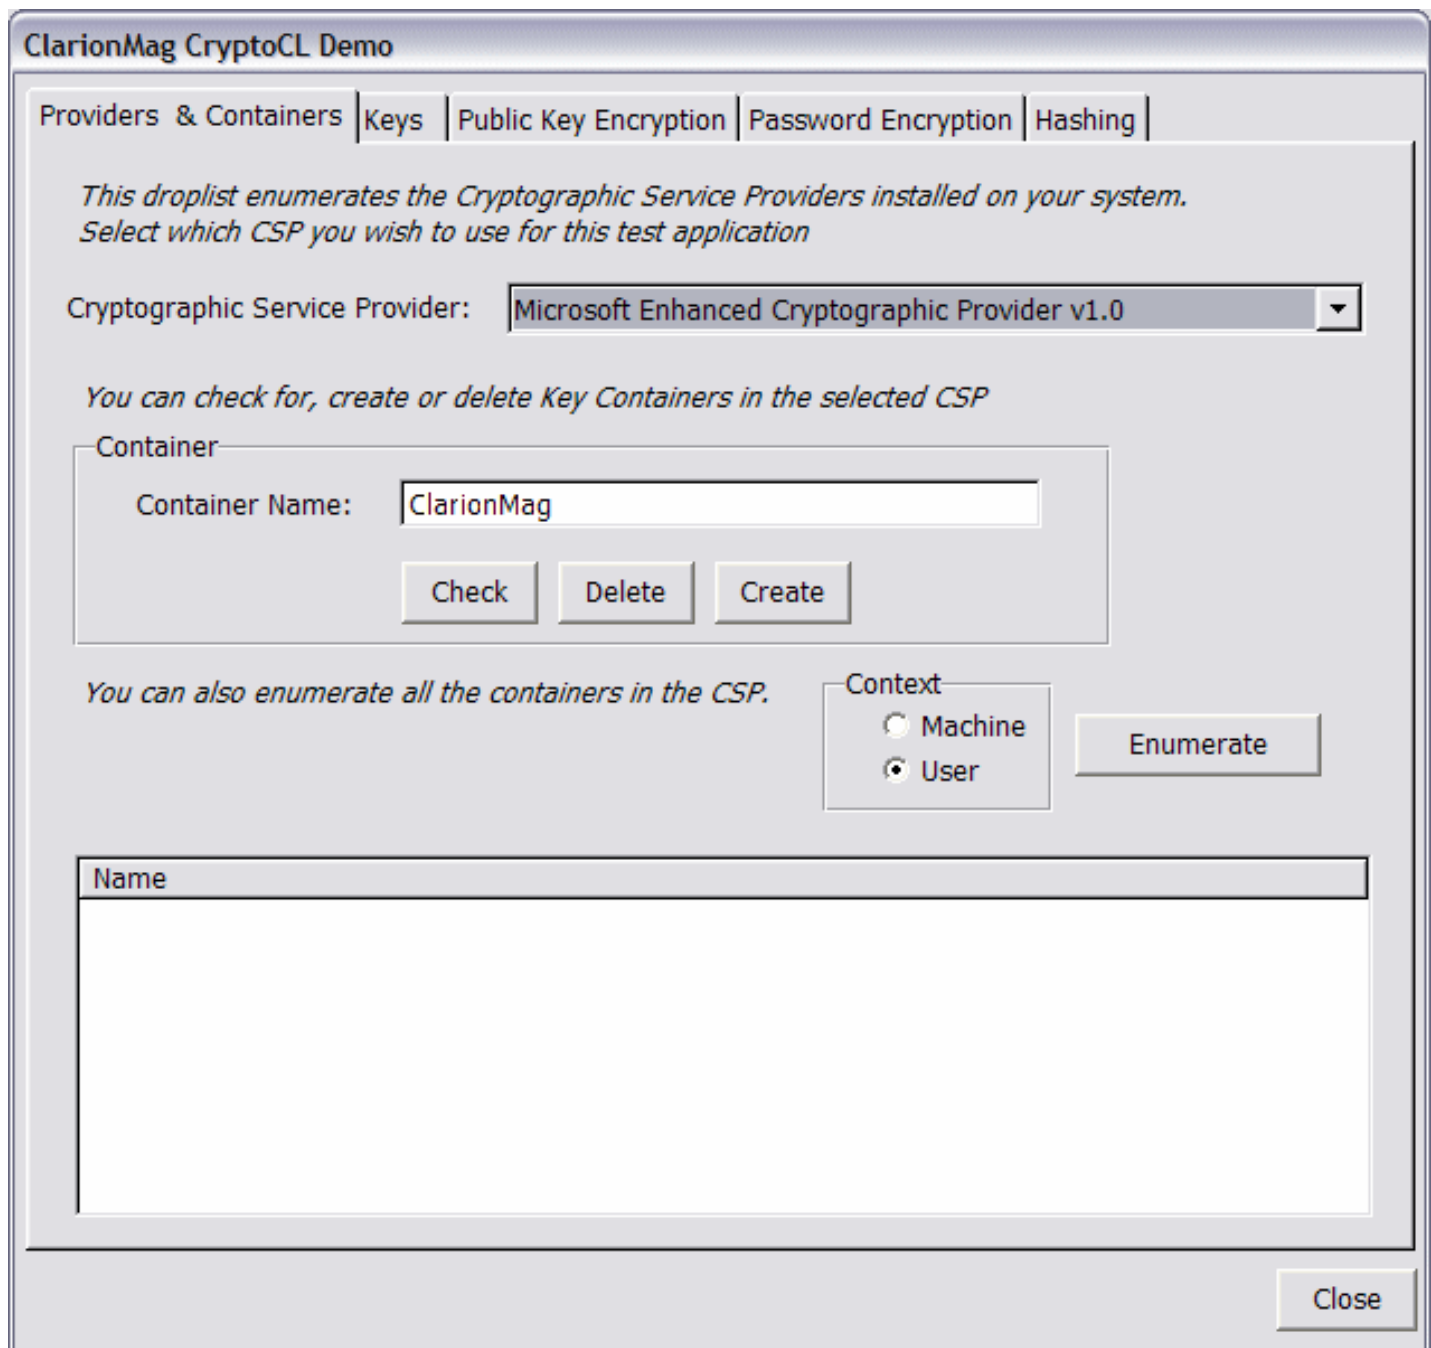 ClarionMag CryptoCL Demo
Providers & Containers Keys Public Key Encryption Password Encryption Hashing
This droplist enumerates the Cryptographic Service Providers installed on your system.
Select which CSP you wish to use for this test application
Cryptographic Service Provider: Microsoft Enhanced Cryptographic Provider v1.0
You can check for, create or delete Key Containers in the selected CSP
Container
Container Name: ClarionMag
Check Delete Create
You can also enumerate all the containers in the CSP.
Context
Machine
User
Enumerate
Name
Close